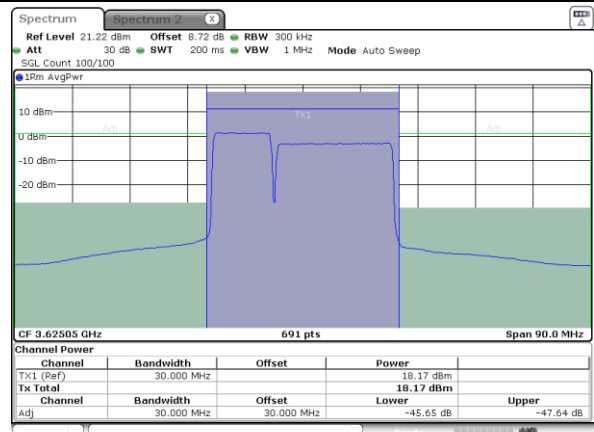 Spectrum Spectrum 2 X
Ref Level 21.22 dBm Offset 8.72 dB RBW 300 kHz
Att 30 dB SWT 200 ms VBW 1 MHz Mode Auto Sweep
SGL Count 100/100
1Rm AvgPwr
TX1
10 dBm
Adj Adj
0 dBm
-10 dBm
-20 dBm
CF 3.62505 GHz 691 pts Span 90.0 MHz
Channel Power
Channel Bandwidth Offset Power
TX1 (Ref) 30.000 MHz 18.17 dBm
Tx Total 18.17 dBm
Channel Bandwidth Offset Lower Upper
Adj 30.000 MHz 30.000 MHz -45.65 dB -47.64 dB